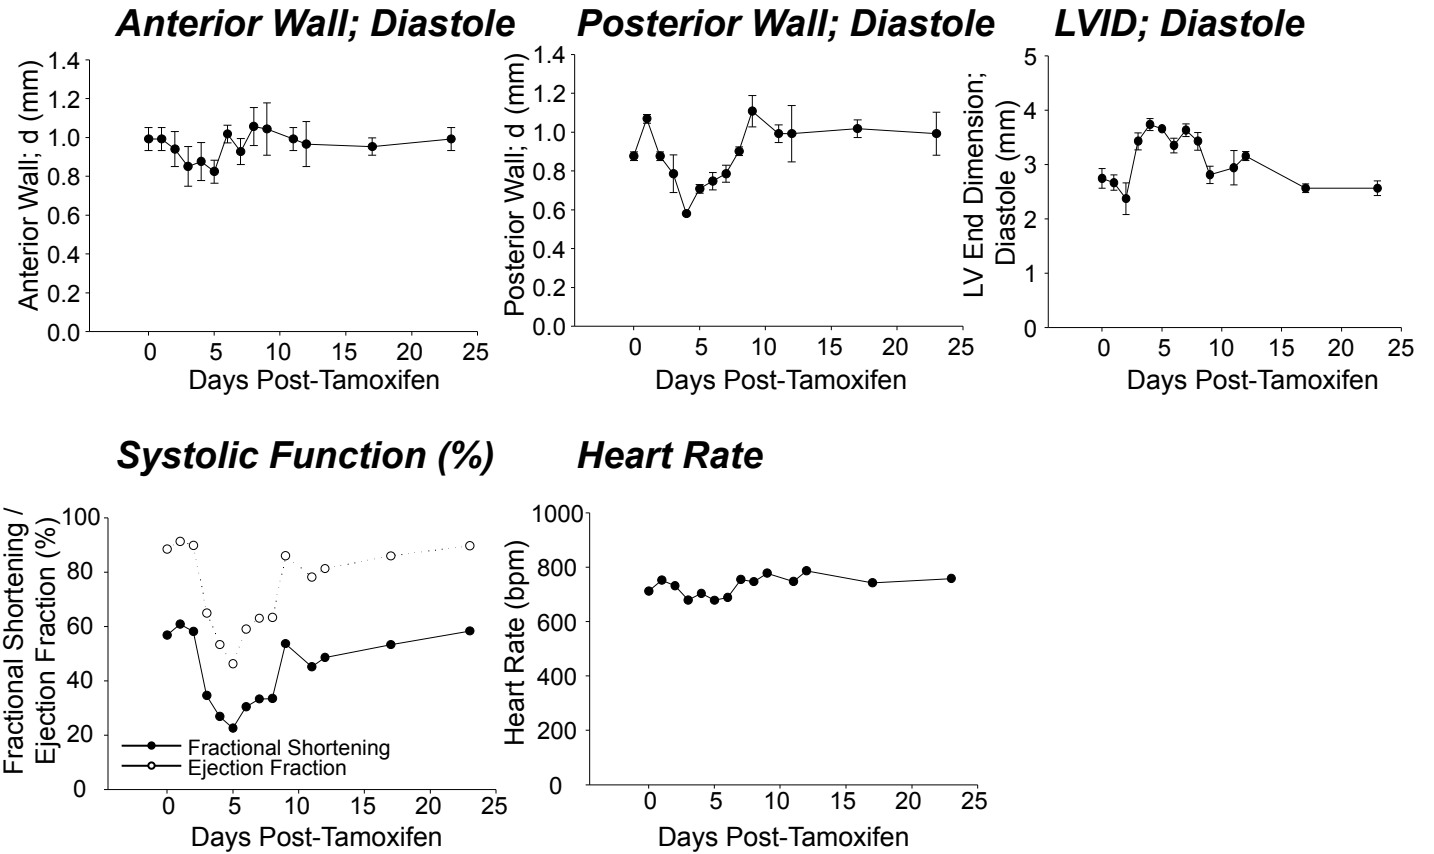 Anterior Wall; Diastole
Anterior Wall; d (mm)
1.4
1.2
1.0
0.8
0.6
0.4
0.2
0.0
0 5 10 15 20 25
Days Post-Tamoxifen
Posterior Wall; Diastole
Posterior Wall; d (mm)
1.4
1.2
1.0
0.8
0.6
0.4
0.2
0.0
0 5 10 15 20 25
Days Post-Tamoxifen
LVID; Diastole
LV End Dimension;
Diastole (mm)
5
4
3
2
1
0
0 5 10 15 20 25
Days Post-Tamoxifen
Systolic Function (%)
Fractional Shortening /
Ejection Fraction (%)
100
80
60
40
20
0
Fractional Shortening
Ejection Fraction
0 5 10 15 20 25
Days Post-Tamoxifen
Heart Rate
Heart Rate (bpm)
1000
800
600
400
200
0
0 5 10 15 20 25
Days Post-Tamoxifen